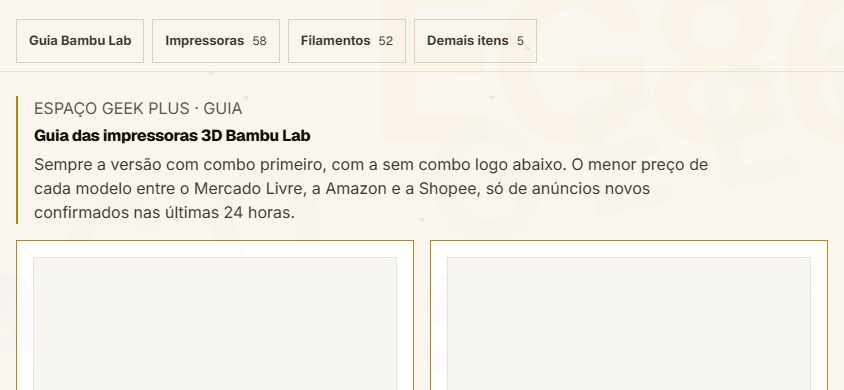 Guia Bambu Lab
Impressoras 58
Filamentos 52
Demais itens 5
ESPAÇO GEEK PLUS · GUIA
Guia das impressoras 3D Bambu Lab
Sempre a versão com combo primeiro, com a sem combo logo abaixo. O menor preço de
cada modelo entre o Mercado Livre, a Amazon e a Shopee, só de anúncios novos
confirmados nas últimas 24 horas.